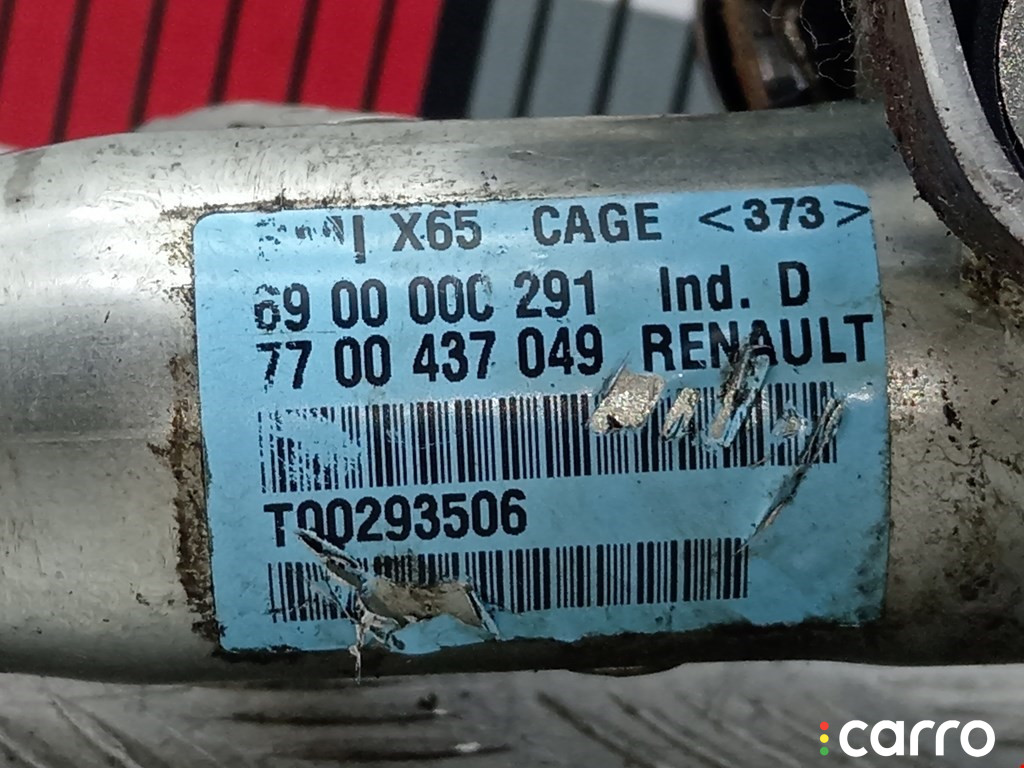 X65 CAGE <373>
69 00 000 291 Ind. D
77 00 437 049 RENAULT
T00293506
carro